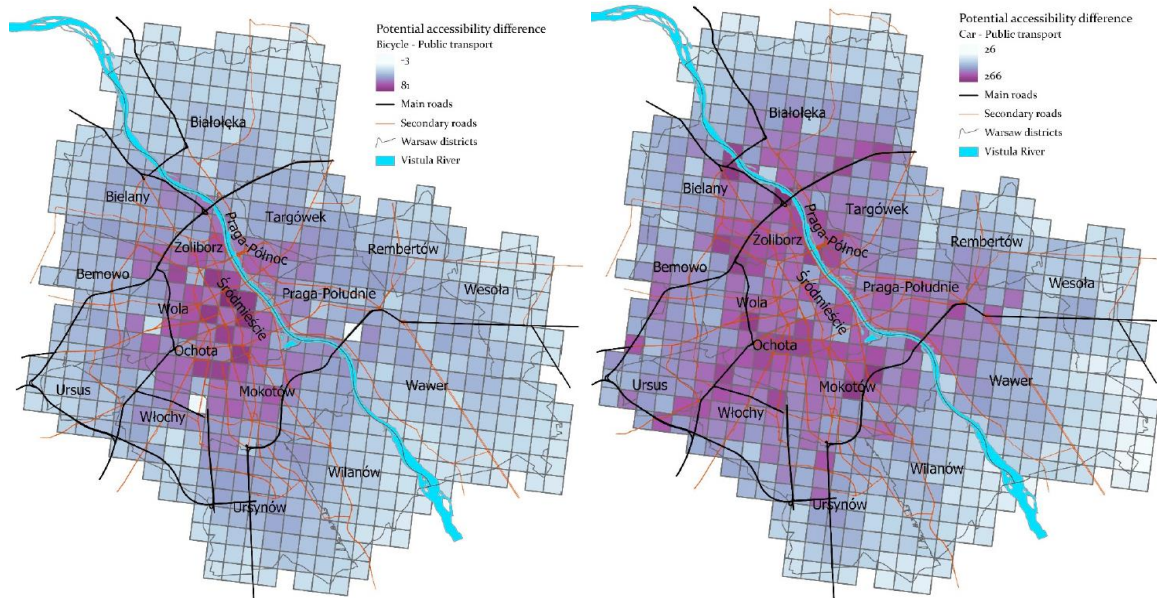 Potential accessibility difference
Bicycle - Public transport
-3
81
Main roads
Secondary roads
Warsaw districts
Vistula River
Białołęka
Bielany
Targówek
Praga-Północ
Żoliborz
Rembertów
Bemowo
Wesoła
Praga-Południe
Śródmieście
Wola
Ochota
Ursus
Mokotów
Wawer
Włochy
Wilanów
Ursynów
Potential accessibility difference
Car - Public transport
26
266
Main roads
Secondary roads
Warsaw districts
Vistula River
Białołęka
Bielany
Targówek
Praga-Północ
Żoliborz
Rembertów
Bemowo
Wesoła
Praga-Południe
Śródmieście
Wola
Ochota
Ursus
Mokotów
Wawer
Włochy
Wilanów
Ursynów